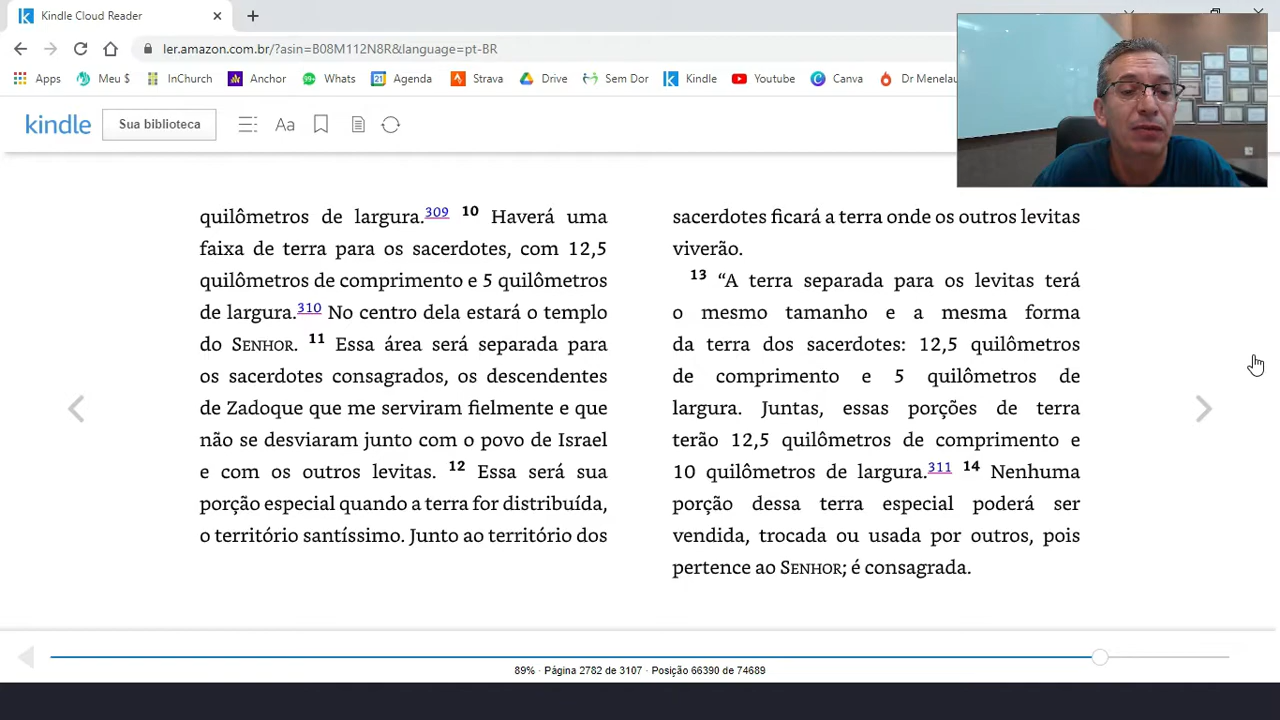 Kindle Cloud Reader
ler.amazon.com.br/?asin=B08M112N8R&language=pt-BR
Apps
Meu $
InChurch
Anchor
Whats
Agenda
Strava
Drive
Sem Dor
Kindle
Youtube
Canva
Dr Menelau
kindle
Sua biblioteca
Aa
quilômetros de largura.309 10 Haverá uma
faixa de terra para os sacerdotes, com 12,5
quilômetros de comprimento e 5 quilômetros
de largura.310 No centro dela estará o templo
do SENHOR. 11 Essa área será separada para
os sacerdotes consagrados, os descendentes
de Zadoque que me serviram fielmente e que
não se desviaram junto com o povo de Israel
e com os outros levitas. 12 Essa será sua
porção especial quando a terra for distribuída,
o território santíssimo. Junto ao território dos
sacerdotes ficará a terra onde os outros levitas
viverão.
13 “A terra separada para os levitas terá
o mesmo tamanho e a mesma forma
da terra dos sacerdotes: 12,5 quilômetros
de comprimento e 5 quilômetros de
largura. Juntas, essas porções de terra
terão 12,5 quilômetros de comprimento e
10 quilômetros de largura.311 14 Nenhuma
porção dessa terra especial poderá ser
vendida, trocada ou usada por outros, pois
pertence ao SENHOR; é consagrada.
89% · Página 2782 de 3107 · Posição 66390 de 74689